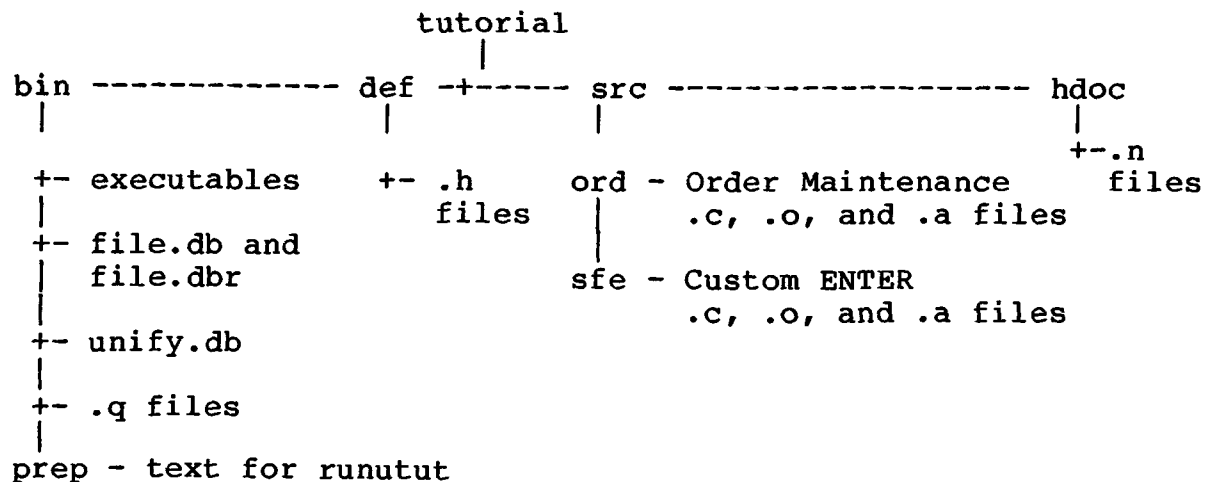 tutorial
|
bin ------------- def -+----- src ------------------- hdoc
| | | |
+-.n
+- executables +- .h ord - Order Maintenance files
| files | .c, .o, and .a files
+- file.db and |
| file.dbr sfe - Custom ENTER
| .c, .o, and .a files
+- unify.db
|
+- .q files
|
prep - text for runutut